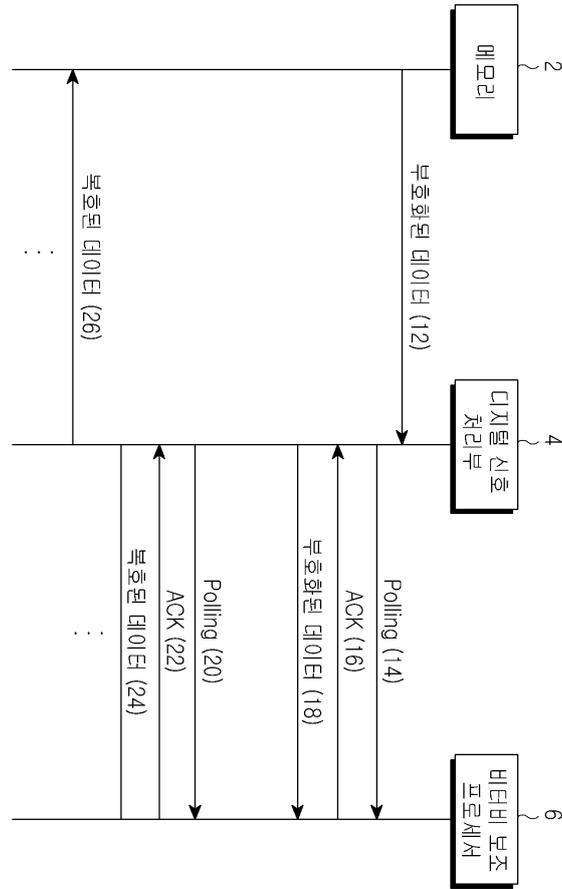 2
메모리
4
디지털 신호
처리부
6
비터비 보조
프로세서
부호화된 데이터 (12)
Polling (14)
ACK (16)
부호화된 데이터 (18)
Polling (20)
ACK (22)
복호된 데이터 (24)
복호된 데이터 (26)
...
...